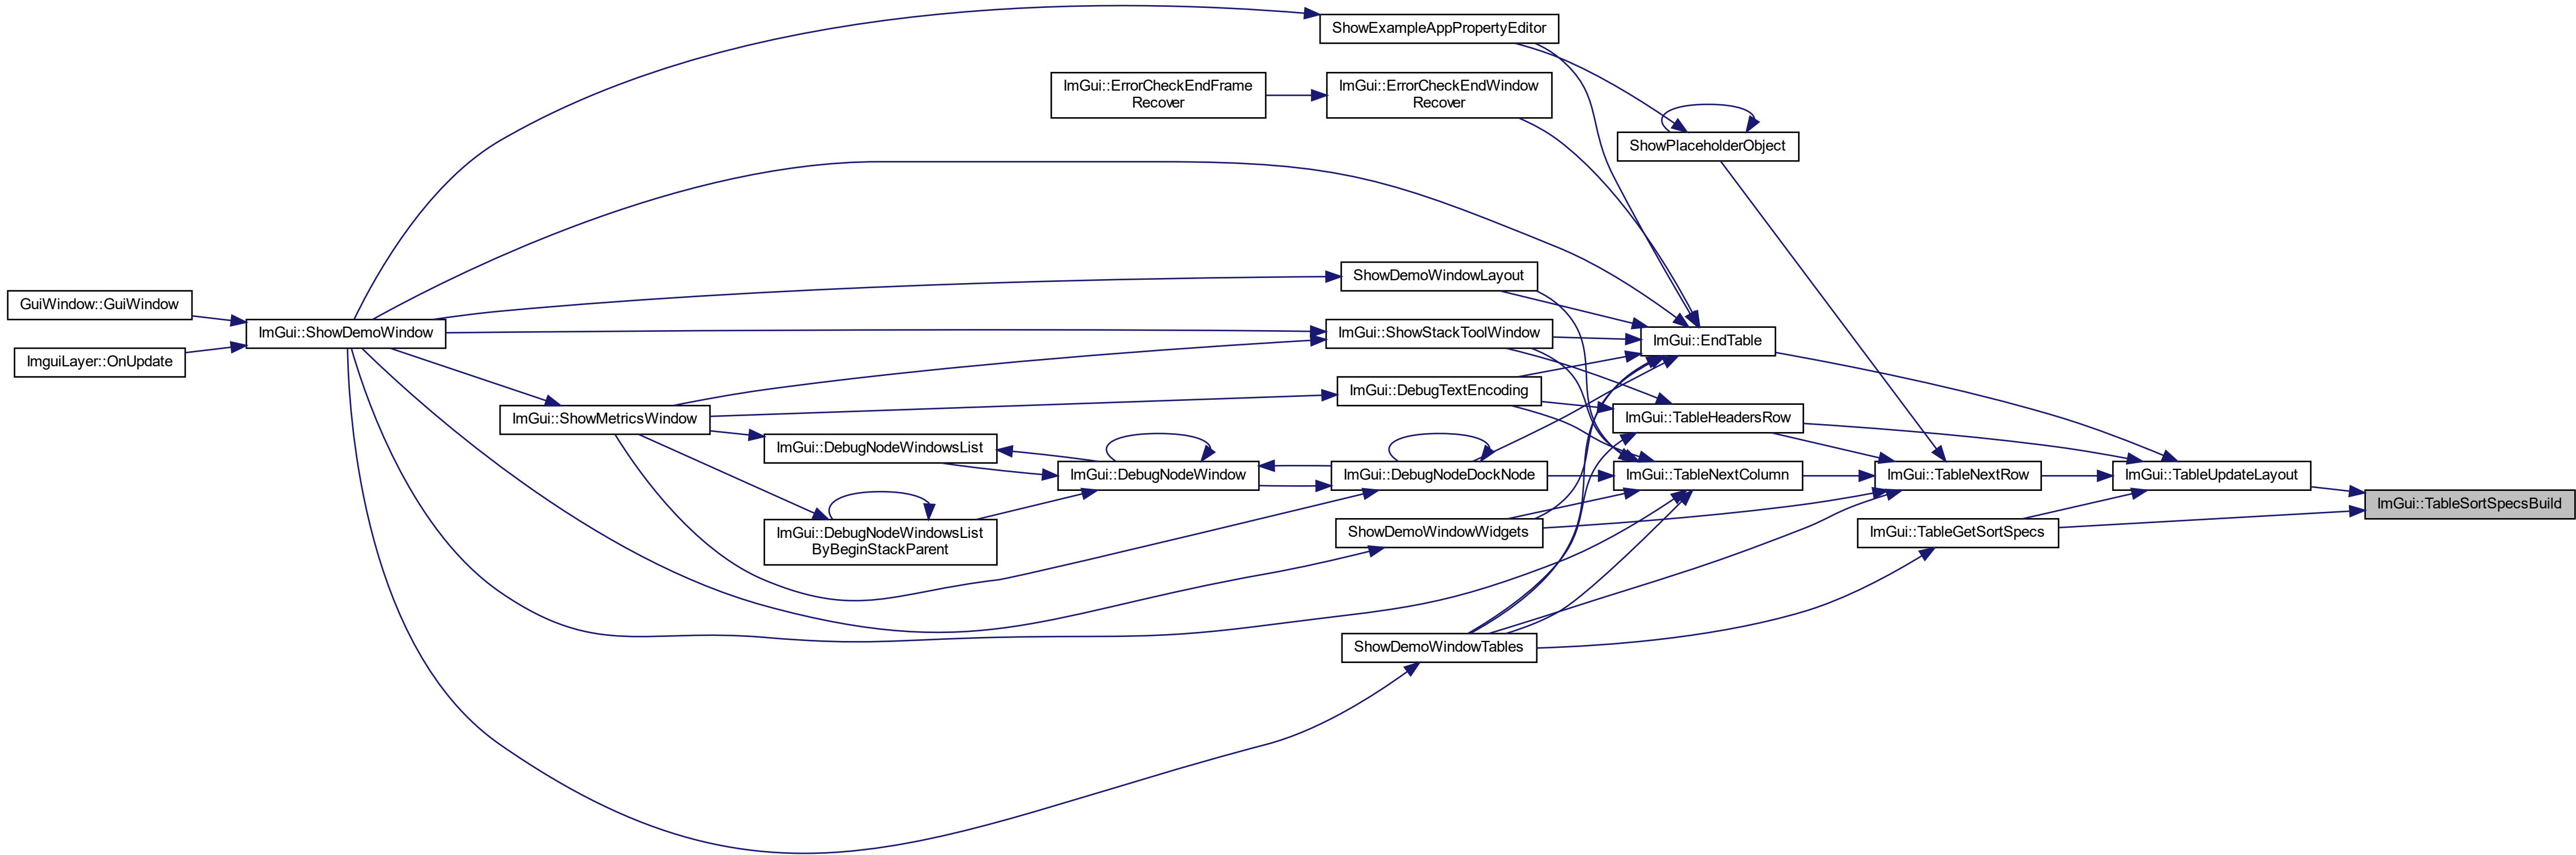 ShowExampleAppPropertyEditor
ImGui::ErrorCheckEndFrame
Recover
ImGui::ErrorCheckEndWindow
Recover
ShowPlaceholderObject
ShowDemoWindowLayout
GuiWindow::GuiWindow
ImGui::ShowDemoWindow
ImGui::ShowStackToolWindow
ImGui::EndTable
ImguiLayer::OnUpdate
ImGui::DebugTextEncoding
ImGui::ShowMetricsWindow
ImGui::TableHeadersRow
ImGui::DebugNodeWindowsList
ImGui::DebugNodeWindow
ImGui::DebugNodeDockNode
ImGui::TableNextColumn
ImGui::TableNextRow
ImGui::TableUpdateLayout
ImGui::TableSortSpecsBuild
ImGui::DebugNodeWindowsList
ByBeginStackParent
ShowDemoWindowWidgets
ImGui::TableGetSortSpecs
ShowDemoWindowTables